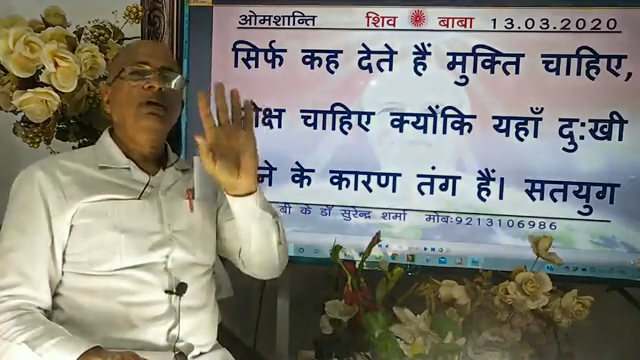 ओमशान्ति शिव बाबा 13.03.2020
सिर्फ कह देते हैं मुक्ति चाहिए,
चाहिए क्योंकि यहाँ दु:खी
के कारण तंग हैं। सतयुग
के डॉ सुरेन्द्र शर्मा मोब:9213106986